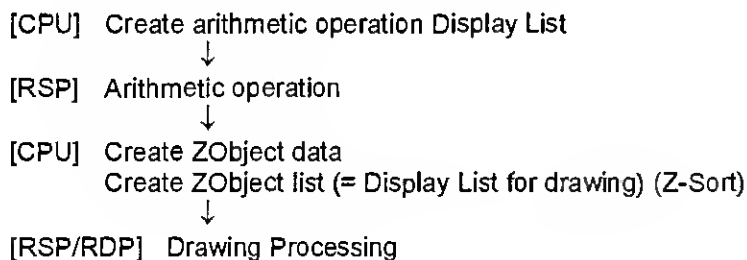 [CPU] Create arithmetic operation Display List
↓
[RSP] Arithmetic operation
↓
[CPU] Create ZObject data
Create ZObject list (= Display List for drawing) (Z-Sort)
↓
[RSP/RDP] Drawing Processing